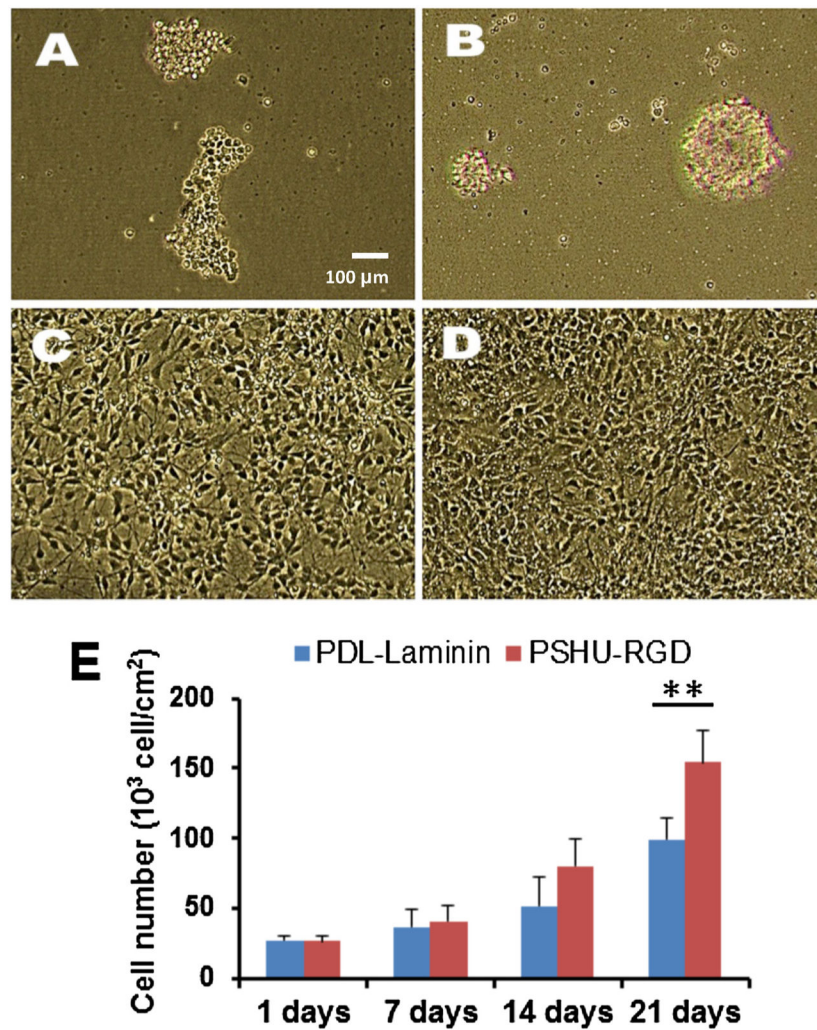 A
B
100 µm
C
D
E
PDL-Laminin PSHU-RGD
**
Cell number (10³ cell/cm²)
200
150
100
50
0
1 days 7 days 14 days 21 days